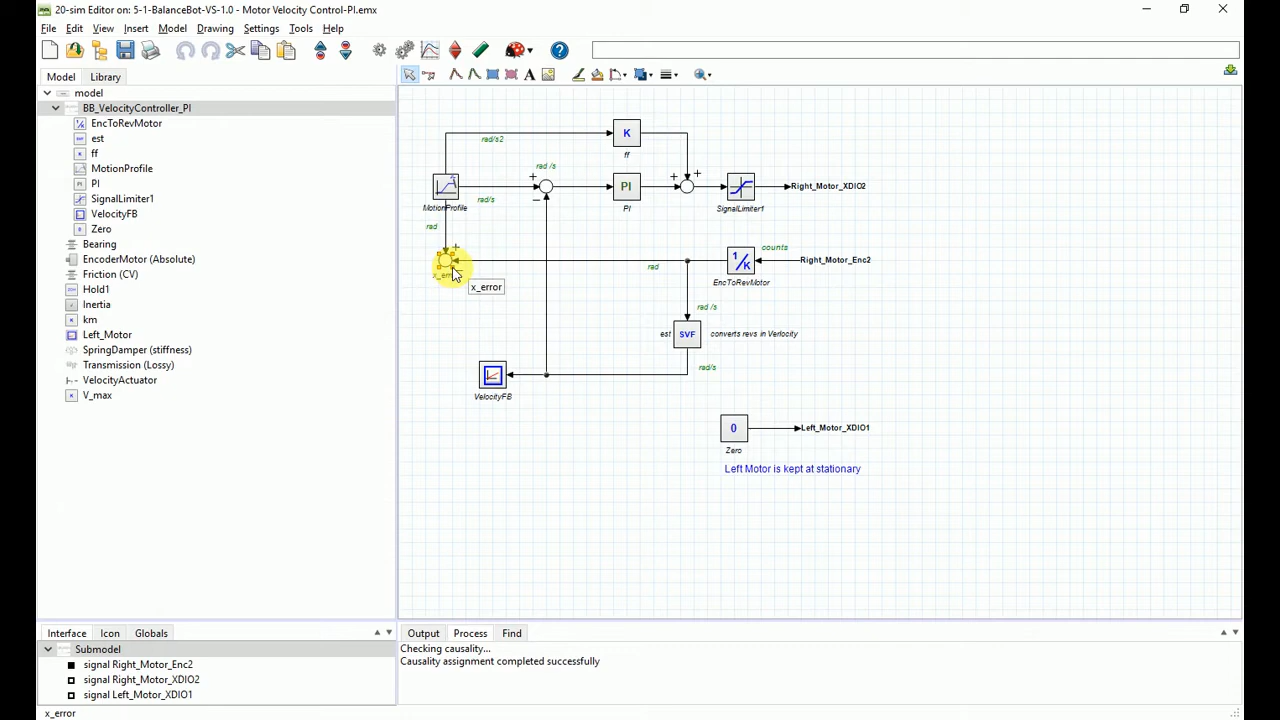 20-sim Editor on: 5-1-BalanceBot-VS-1.0 - Motor Velocity Control-PI.emx
File Edit View Insert Model Drawing Settings Tools Help
Model Library
model
BB_VelocityController_PI
EncToRevMotor
est
ff
MotionProfile
PI
SignalLimiter1
VelocityFB
Zero
Bearing
EncoderMotor (Absolute)
Friction (CV)
Hold1
Inertia
km
Left_Motor
SpringDamper (stiffness)
Transmission (Lossy)
VelocityActuator
V_max
K
rad/s2
ff
rad /s
+
+
+
PI
Right_Motor_XDIO2
MotionProfile
rad/s
PI
SignalLimiter1
rad
+
counts
1/K
Right_Motor_Enc2
rad
EncToRevMotor
x_error
rad /s
est
SVF
converts revs in Verlocity
rad/s
VelocityFB
0
Left_Motor_XDIO1
Zero
Left Motor is kept at stationary
Interface Icon Globals
Submodel
signal Right_Motor_Enc2
signal Right_Motor_XDIO2
signal Left_Motor_XDIO1
Output Process Find
Checking causality...
Causality assignment completed successfully
x_error